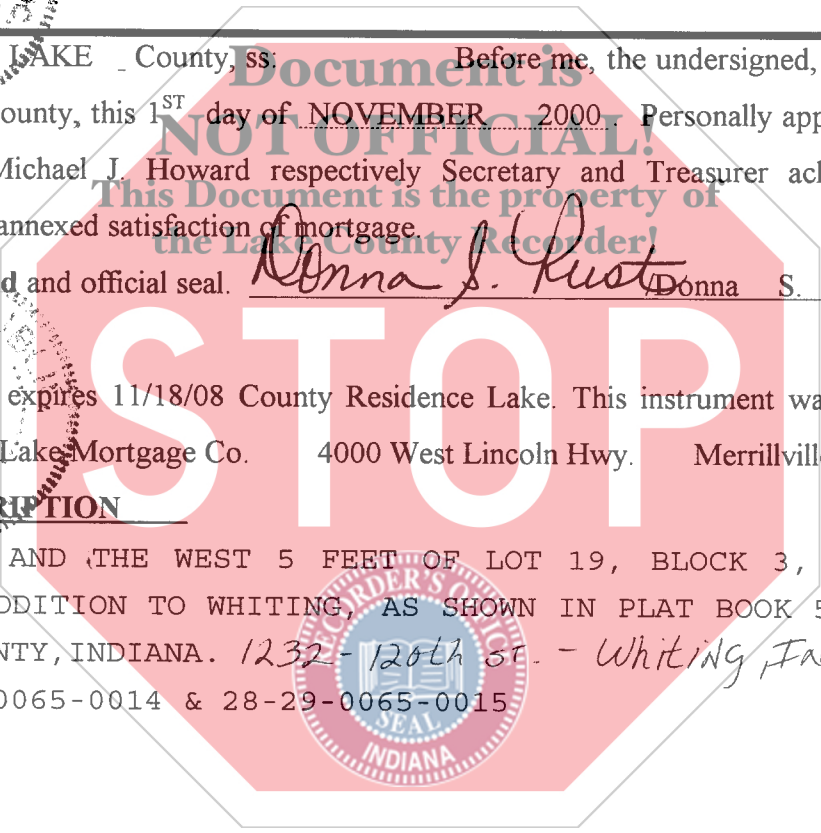 LAKE County, ss: Before me, the undersigned,
Document is
ounty, this 1ST day of NOVEMBER 2000. Personally app
NOT OFFICIAL!
Michael J. Howard respectively Secretary and Treasurer ack
This Document is the property of
annexed satisfaction of mortgage.
the Lake County Recorder!
d and official seal. Donna S. Rust /Donna S.
STOP
expires 11/18/08 County Residence Lake. This instrument wa
Lake Mortgage Co. 4000 West Lincoln Hwy. Merrillville
RIPTION
AND THE WEST 5 FEET OF LOT 19, BLOCK 3,
DDITION TO WHITING, AS SHOWN IN PLAT BOOK 5
NTY, INDIANA. 1232 - 120th ST. - Whiting, Ind
0065-0014 & 28-29-0065-0015
RECORDER'S OFFICE
SEAL
INDIANA